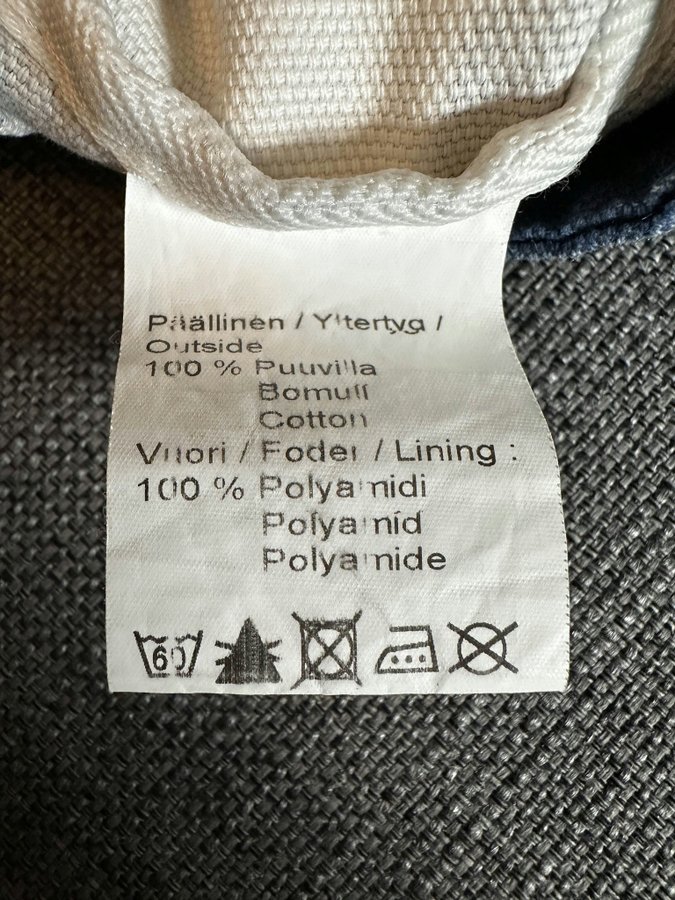 Päällinen / Yttertyg /
Outside
100 % Puuvilla
Bomull
Cotton
Vuori / Foder / Lining :
100 % Polyamidi
Polyamid
Polyamide
60